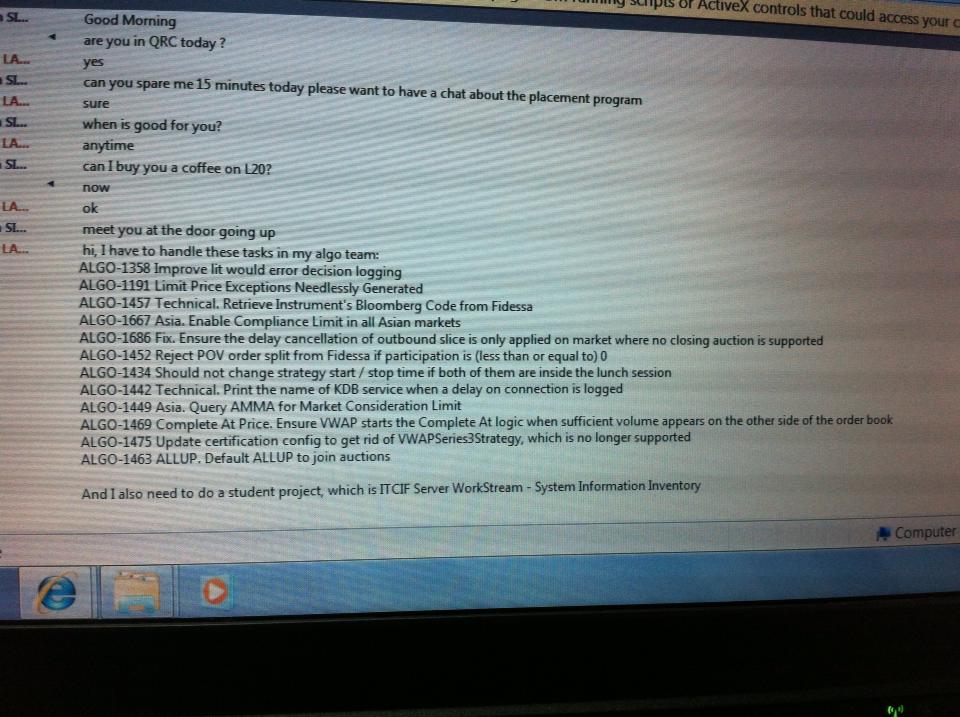 running scripts or ActiveX controls that could access your
SI... Good Morning
are you in QRC today ?
LA... yes
SI... can you spare me 15 minutes today please want to have a chat about the placement program
LA... sure
SI... when is good for you?
LA... anytime
SI... can I buy you a coffee on L20?
now
LA... ok
SI... meet you at the door going up
LA... hi, I have to handle these tasks in my algo team:
ALGO-1358 Improve lit would error decision logging
ALGO-1191 Limit Price Exceptions Needlessly Generated
ALGO-1457 Technical. Retrieve Instrument's Bloomberg Code from Fidessa
ALGO-1667 Asia. Enable Compliance Limit in all Asian markets
ALGO-1686 Fix. Ensure the delay cancellation of outbound slice is only applied on market where no closing auction is supported
ALGO-1452 Reject POV order split from Fidessa if participation is (less than or equal to) 0
ALGO-1434 Should not change strategy start / stop time if both of them are inside the lunch session
ALGO-1442 Technical. Print the name of KDB service when a delay on connection is logged
ALGO-1449 Asia. Query AMMA for Market Consideration Limit
ALGO-1469 Complete At Price. Ensure VWAP starts the Complete At logic when sufficient volume appears on the other side of the order book
ALGO-1475 Update certification config to get rid of VWAPSeries3Strategy, which is no longer supported
ALGO-1463 ALLUP. Default ALLUP to join auctions
And I also need to do a student project, which is ITCIF Server WorkStream - System Information Inventory
Computer